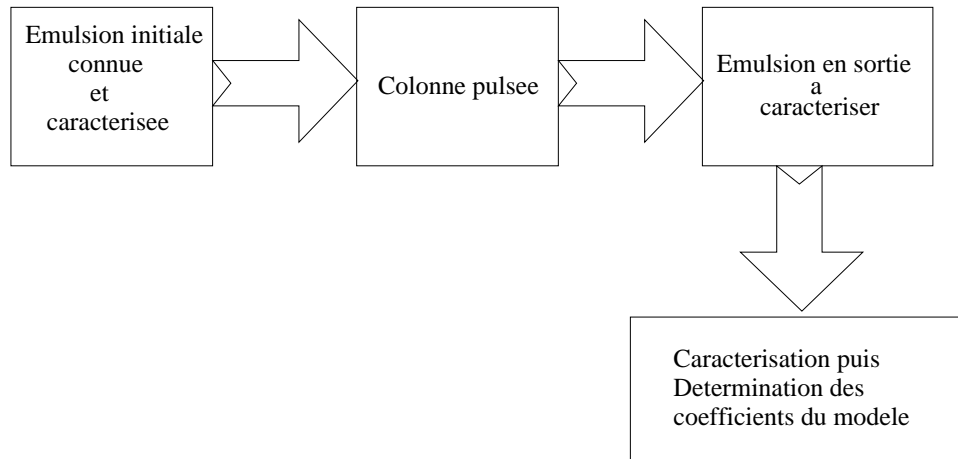 Emulsion initiale
connue
et
caracterisee
Colonne pulsee
Emulsion en sortie
a
caracteriser
Caracterisation puis
Determination des
coefficients du modele